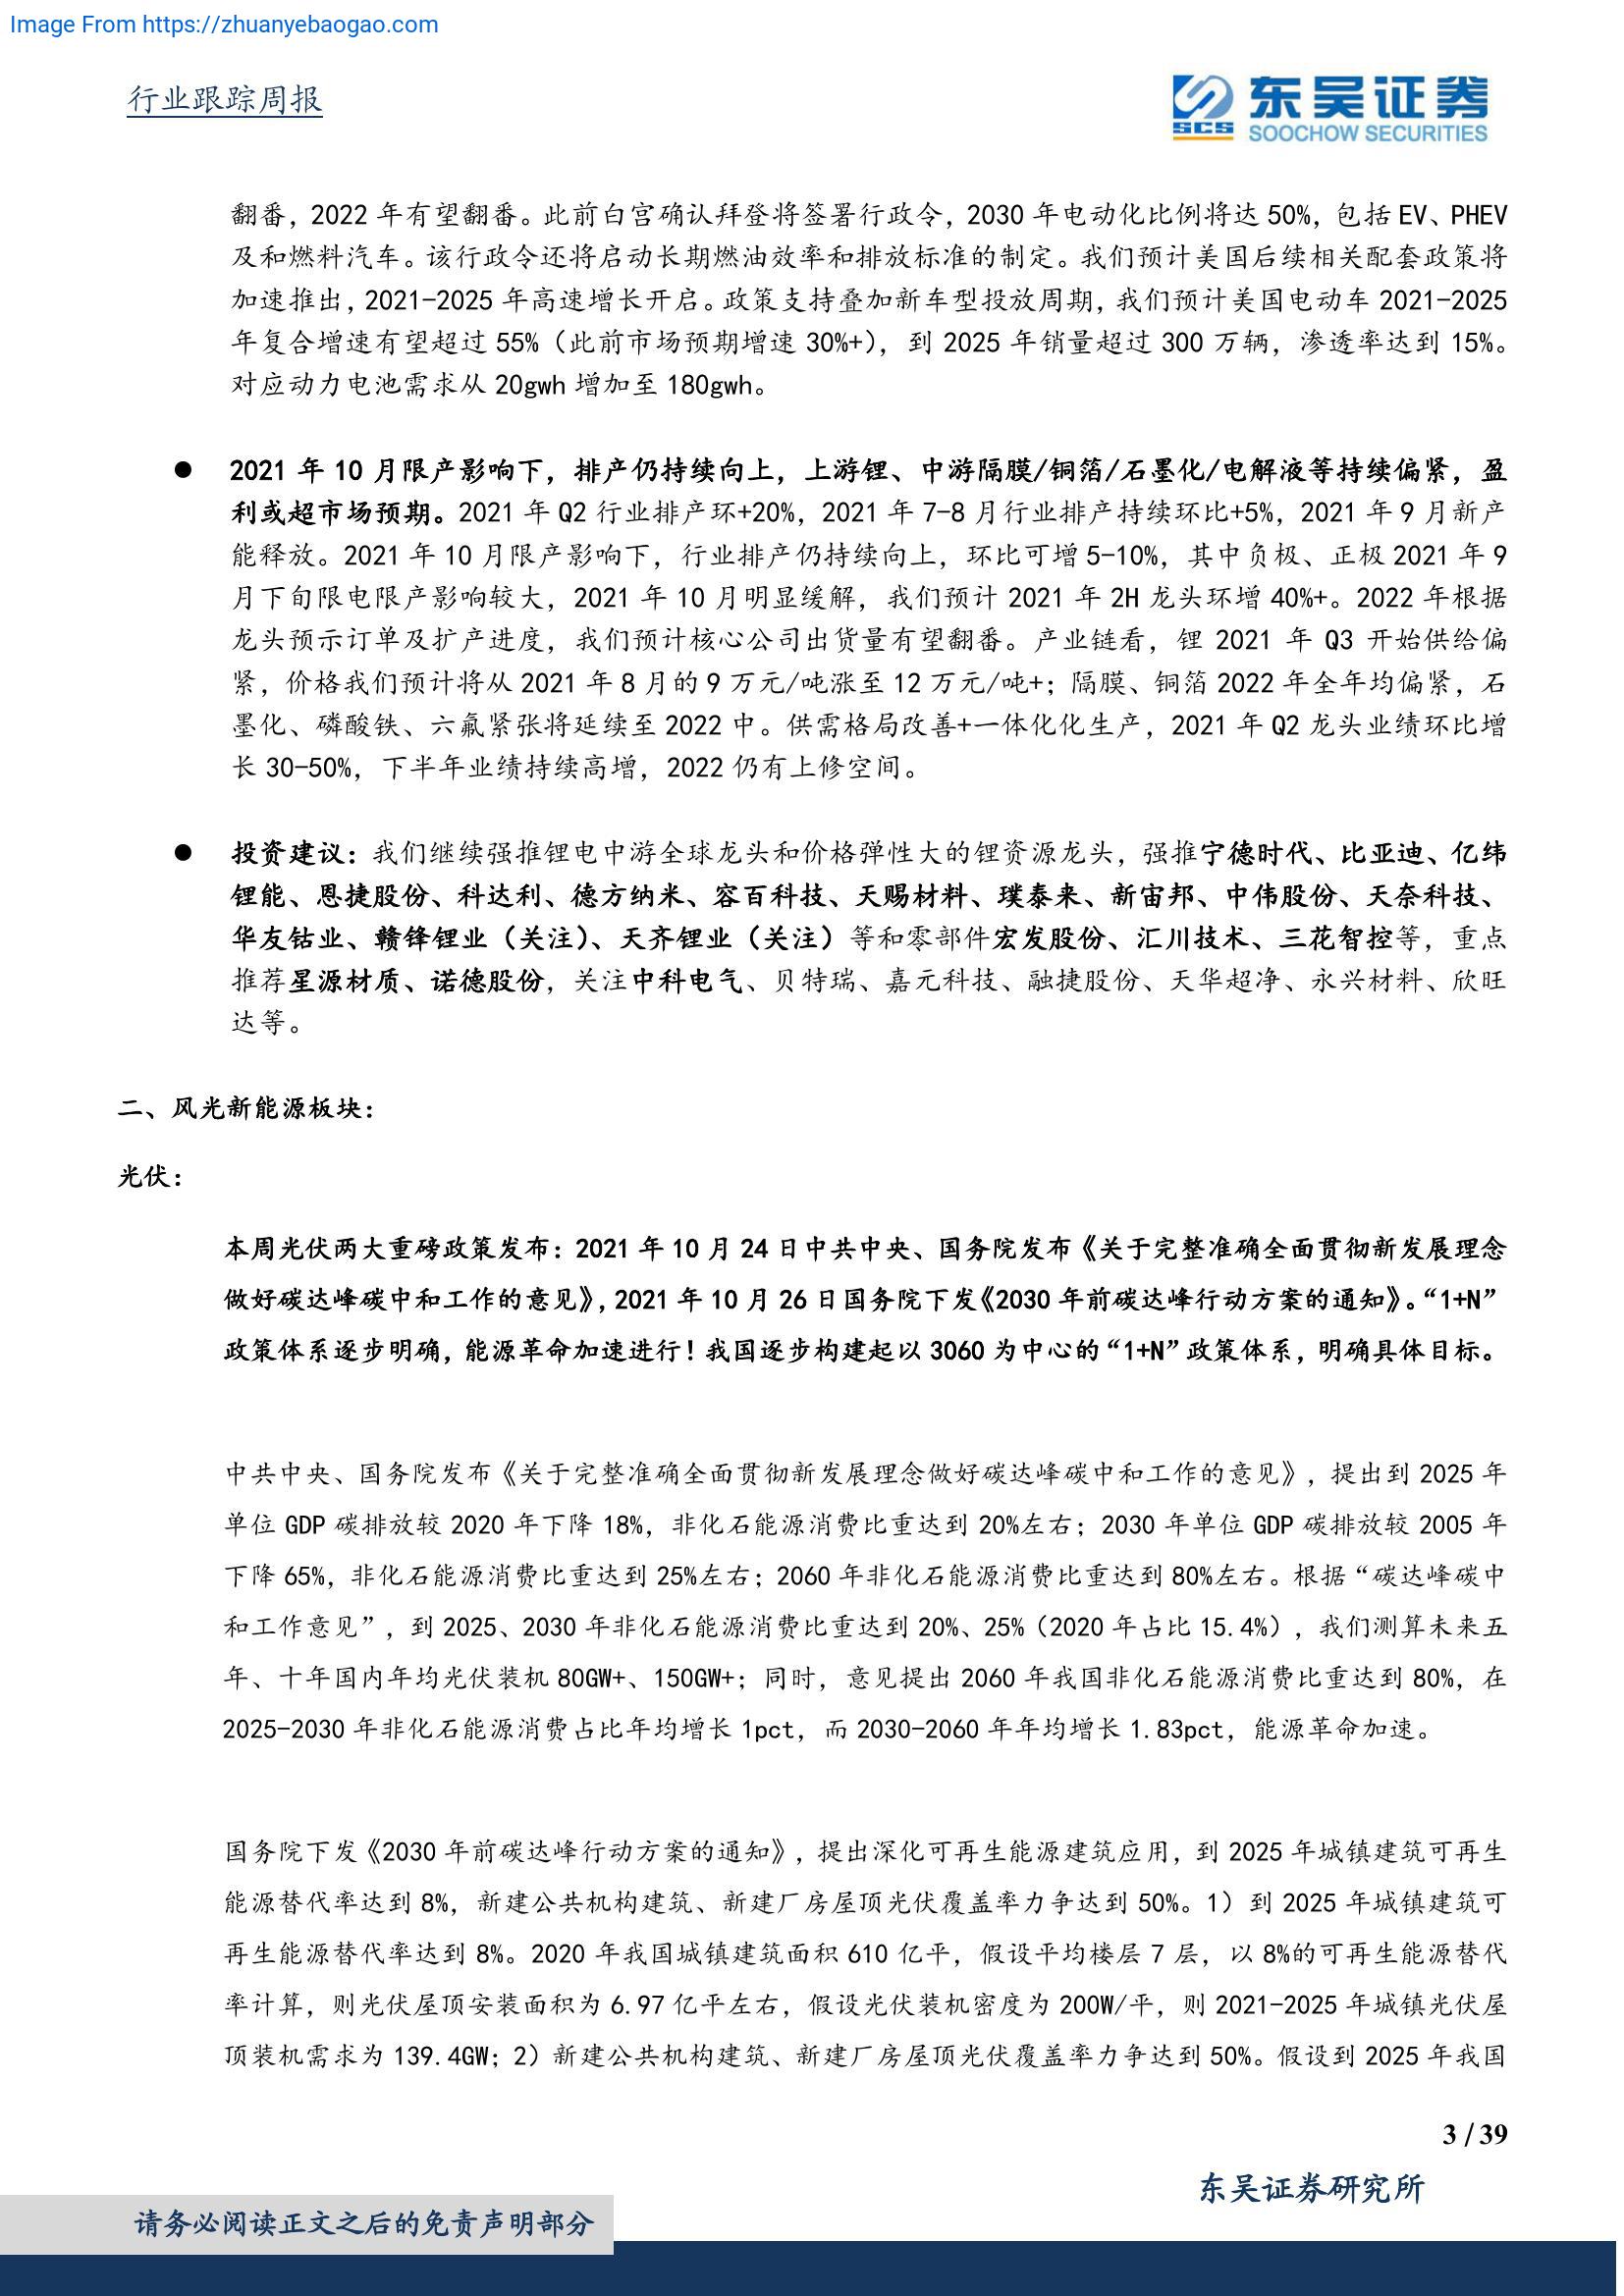 Image From https://zhuanyebaogao.com
行业跟踪周报
东吴证券
SCS
SOOCHOW SECURITIES
翻番，2022 年有望翻番。此前白宫确认拜登将签署行政令，2030 年电动化比例将达 50%，包括 EV、PHEV
及和燃料汽车。该行政令还将启动长期燃油效率和排放标准的制定。我们预计美国后续相关配套政策将
加速推出，2021-2025 年高速增长开启。政策支持叠加新车型投放周期，我们预计美国电动车 2021-2025
年复合增速有望超过 55%（此前市场预期增速 30%+），到 2025 年销量超过 300 万辆，渗透率达到 15%。
对应动力电池需求从 20gwh 增加至 180gwh。
● 2021 年 10 月限产影响下，排产仍持续向上，上游锂、中游隔膜/铜箔/石墨化/电解液等持续偏紧，盈
利或超市场预期。2021 年 Q2 行业排产环+20%，2021 年 7-8 月行业排产持续环比+5%，2021 年 9 月新产
能释放。2021 年 10 月限产影响下，行业排产仍持续向上，环比可增 5-10%，其中负极、正极 2021 年 9
月下旬限电限产影响较大，2021 年 10 月明显缓解，我们预计 2021 年 2H 龙头环增 40%+。2022 年根据
龙头预示订单及扩产进度，我们预计核心公司出货量有望翻番。产业链看，锂 2021 年 Q3 开始供给偏
紧，价格我们预计将从 2021 年 8 月的 9 万元/吨涨至 12 万元/吨+；隔膜、铜箔 2022 年全年均偏紧，石
墨化、磷酸铁、六氟紧张将延续至 2022 中。供需格局改善+一体化化生产，2021 年 Q2 龙头业绩环比增
长 30-50%，下半年业绩持续高增，2022 仍有上修空间。
● 投资建议：我们继续强推锂电中游全球龙头和价格弹性大的锂资源龙头，强推宁德时代、比亚迪、亿纬
锂能、恩捷股份、科达利、德方纳米、容百科技、天赐材料、璞泰来、新宙邦、中伟股份、天奈科技、
华友钴业、赣锋锂业（关注）、天齐锂业（关注）等和零部件宏发股份、汇川技术、三花智控等，重点
推荐星源材质、诺德股份，关注中科电气、贝特瑞、嘉元科技、融捷股份、天华超净、永兴材料、欣旺
达等。
二、风光新能源板块：
光伏：
本周光伏两大重磅政策发布：2021 年 10 月 24 日中共中央、国务院发布《关于完整准确全面贯彻新发展理念
做好碳达峰碳中和工作的意见》，2021 年 10 月 26 日国务院下发《2030 年前碳达峰行动方案的通知》。“1+N”
政策体系逐步明确，能源革命加速进行！我国逐步构建起以 3060 为中心的“1+N”政策体系，明确具体目标。
中共中央、国务院发布《关于完整准确全面贯彻新发展理念做好碳达峰碳中和工作的意见》，提出到 2025 年
单位 GDP 碳排放较 2020 年下降 18%，非化石能源消费比重达到 20%左右；2030 年单位 GDP 碳排放较 2005 年
下降 65%，非化石能源消费比重达到 25%左右；2060 年非化石能源消费比重达到 80%左右。根据“碳达峰碳中
和工作意见”，到 2025、2030 年非化石能源消费比重达到 20%、25%（2020 年占比 15.4%），我们测算未来五
年、十年国内年均光伏装机 80GW+、150GW+；同时，意见提出 2060 年我国非化石能源消费比重达到 80%，在
2025-2030 年非化石能源消费占比年均增长 1pct，而 2030-2060 年年均增长 1.83pct，能源革命加速。
国务院下发《2030 年前碳达峰行动方案的通知》，提出深化可再生能源建筑应用，到 2025 年城镇建筑可再生
能源替代率达到 8%，新建公共机构建筑、新建厂房屋顶光伏覆盖率力争达到 50%。1）到 2025 年城镇建筑可
再生能源替代率达到 8%。2020 年我国城镇建筑面积 610 亿平，假设平均楼层 7 层，以 8%的可再生能源替代
率计算，则光伏屋顶安装面积为 6.97 亿平左右，假设光伏装机密度为 200W/平，则 2021-2025 年城镇光伏屋
顶装机需求为 139.4GW；2）新建公共机构建筑、新建厂房屋顶光伏覆盖率力争达到 50%。假设到 2025 年我国
3 / 39
东吴证券研究所
请务必阅读正文之后的免责声明部分